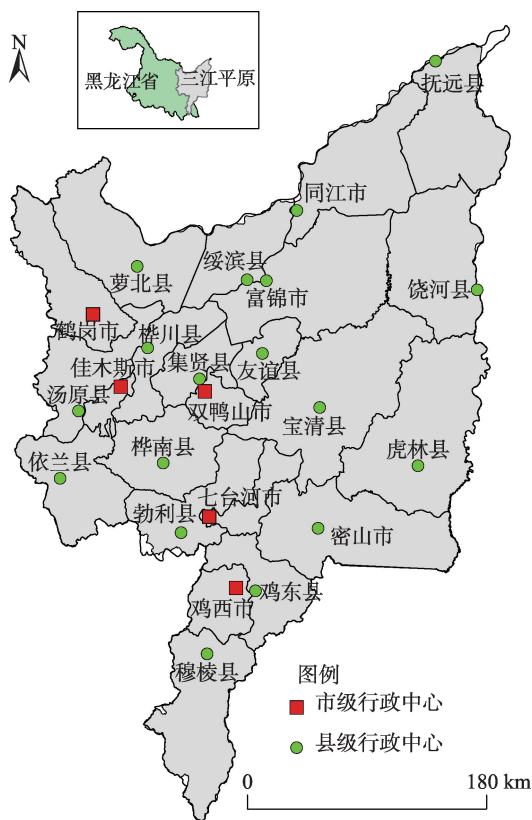 N
黑龙江省
三江平原
抚远县
同江市
绥滨县
萝北县
富锦市
饶河县
鹤岗市
桦川县
佳木斯市
集贤县
友谊县
汤原县
双鸭山市
宝清县
依兰县
桦南县
虎林县
七台河市
勃利县
密山市
鸡西市
鸡东县
穆棱县
图例
市级行政中心
县级行政中心
0 180 km